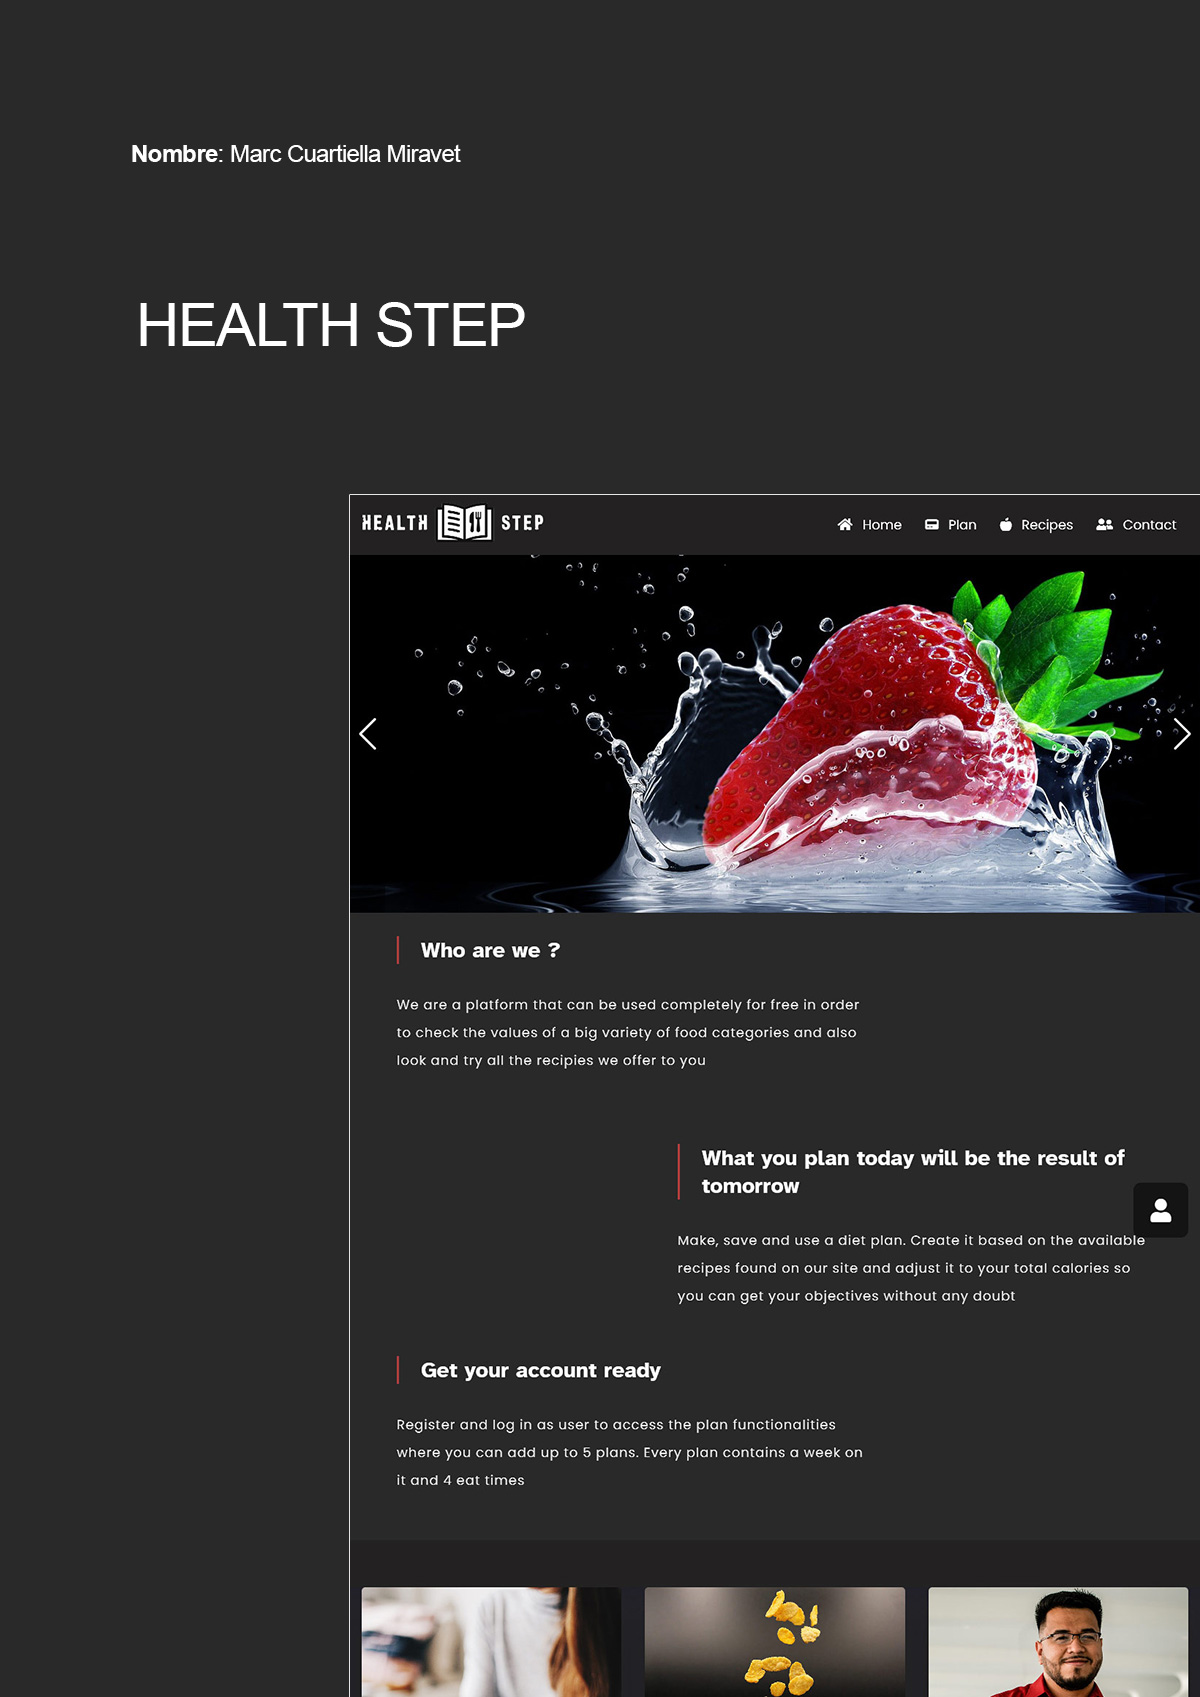 Nombre: Marc Cuartiella Miravet
HEALTH STEP
HEALTH STEP
Home Plan Recipes Contact
Who are we ?
We are a platform that can be used completely for free in order
to check the values of a big variety of food categories and also
look and try all the recipies we offer to you
What you plan today will be the result of
tomorrow
Make, save and use a diet plan. Create it based on the available
recipes found on our site and adjust it to your total calories so
you can get your objectives without any doubt
Get your account ready
Register and log in as user to access the plan functionalities
where you can add up to 5 plans. Every plan contains a week on
it and 4 eat times